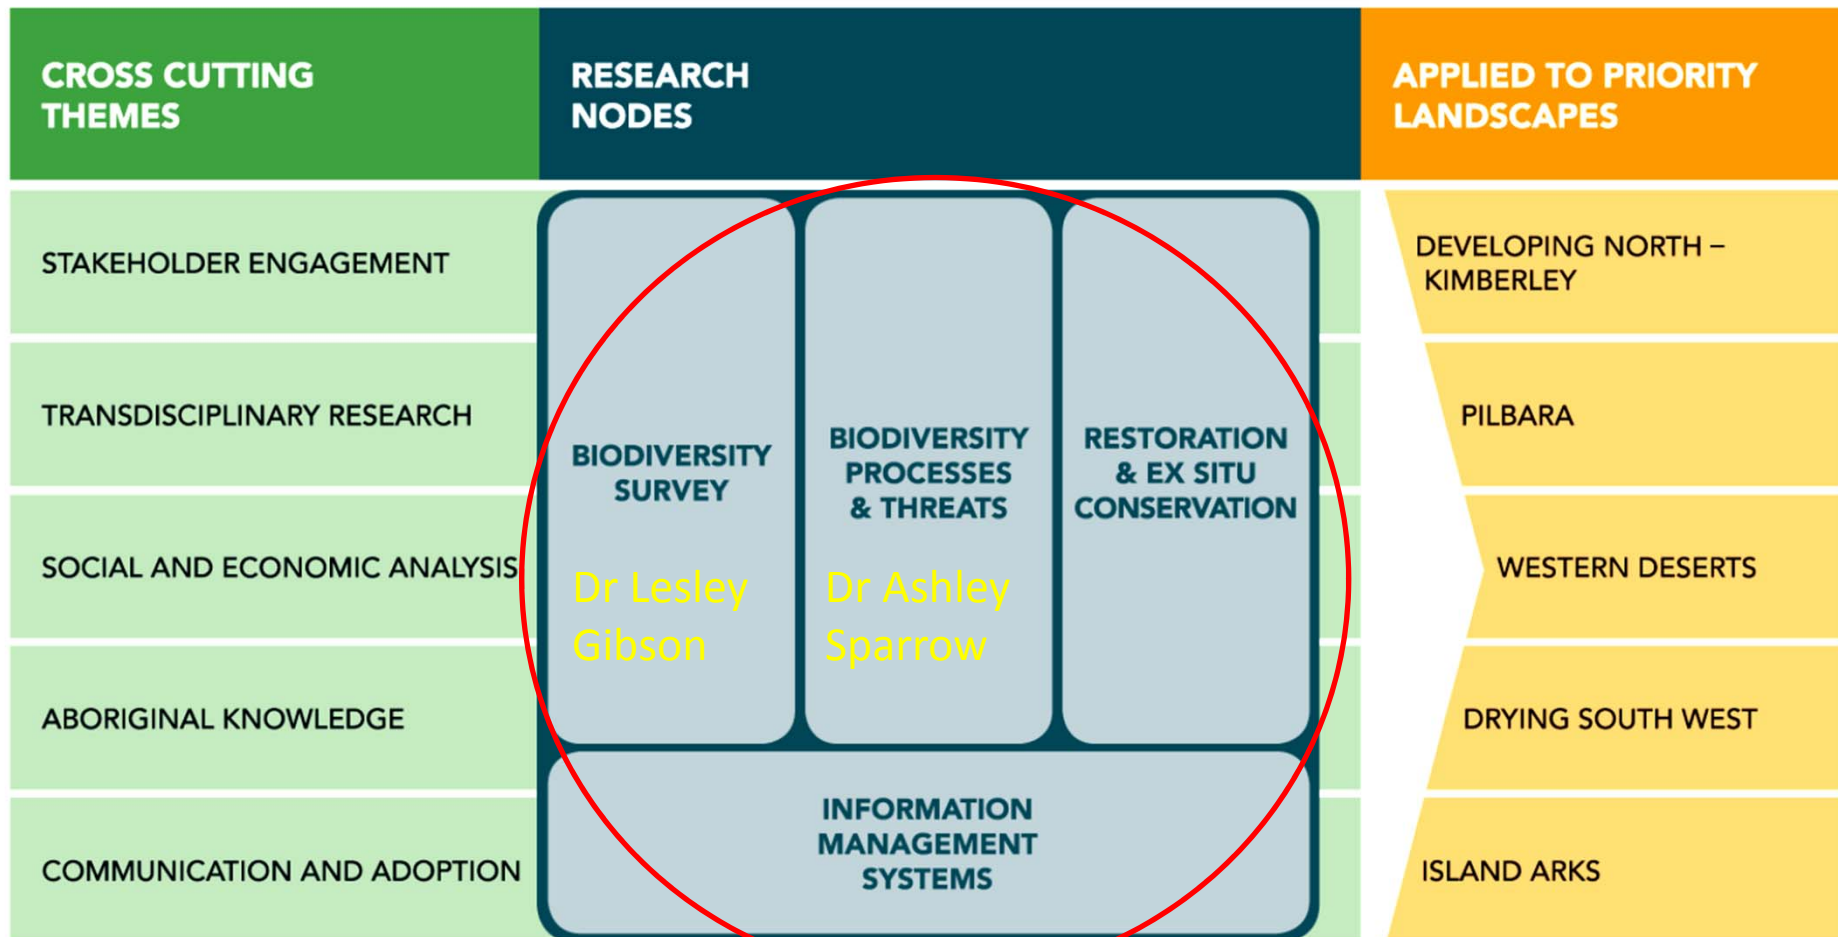 CROSS CUTTING
THEMES
RESEARCH
NODES
APPLIED TO PRIORITY
LANDSCAPES
STAKEHOLDER ENGAGEMENT
TRANSDISCIPLINARY RESEARCH
SOCIAL AND ECONOMIC ANALYSIS
ABORIGINAL KNOWLEDGE
COMMUNICATION AND ADOPTION
BIODIVERSITY
SURVEY
Dr Lesley
Gibson
BIODIVERSITY
PROCESSES
& THREATS
Dr Ashley
Sparrow
RESTORATION
& EX SITU
CONSERVATION
INFORMATION
MANAGEMENT
SYSTEMS
DEVELOPING NORTH –
KIMBERLEY
PILBARA
WESTERN DESERTS
DRYING SOUTH WEST
ISLAND ARKS